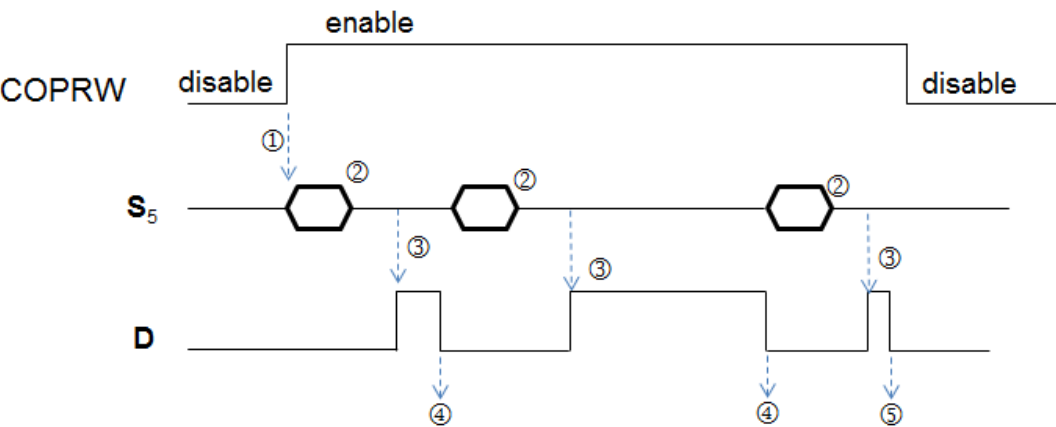 enable
COPRW disable disable
①
② ② ②
S₅
③ ③ ③
D
④ ④ ⑤